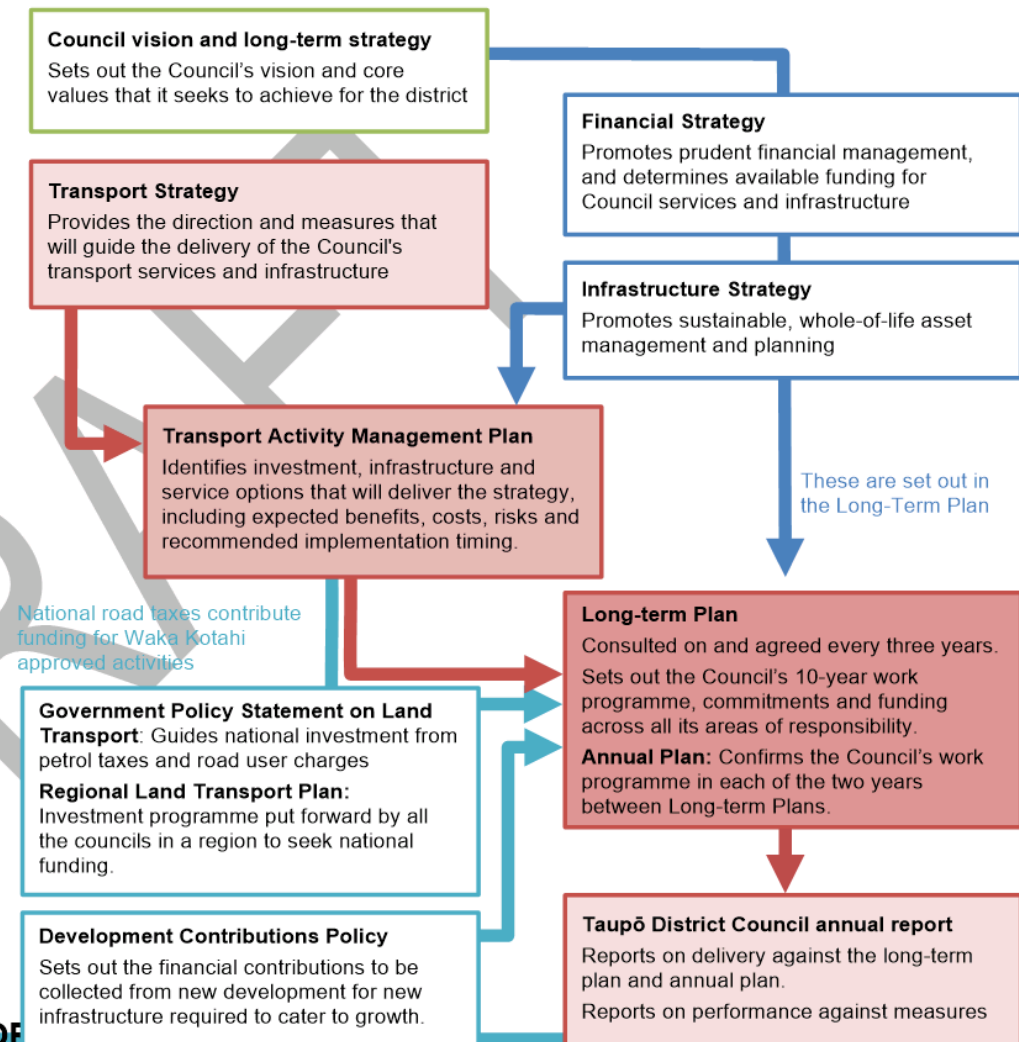 Council vision and long-term strategy
Sets out the Council's vision and core
values that it seeks to achieve for the district
Financial Strategy
Promotes prudent financial management,
and determines available funding for
Council services and infrastructure
Transport Strategy
Provides the direction and measures that
will guide the delivery of the Council's
transport services and infrastructure
Infrastructure Strategy
Promotes sustainable, whole-of-life asset
management and planning
Transport Activity Management Plan
Identifies investment, infrastructure and
service options that will deliver the strategy,
including expected benefits, costs, risks and
recommended implementation timing.
These are set out in
the Long-Term Plan
National road taxes contribute
funding for Waka Kotahi
approved activities
Long-term Plan
Consulted on and agreed every three years.
Sets out the Council's 10-year work
programme, commitments and funding
across all its areas of responsibility.
Annual Plan: Confirms the Council's work
programme in each of the two years
between Long-term Plans.
Government Policy Statement on Land
Transport: Guides national investment from
petrol taxes and road user charges
Regional Land Transport Plan:
Investment programme put forward by all
the councils in a region to seek national
funding.
Development Contributions Policy
Sets out the financial contributions to be
collected from new development for new
infrastructure required to cater to growth.
Taupō District Council annual report
Reports on delivery against the long-term
plan and annual plan.
Reports on performance against measures